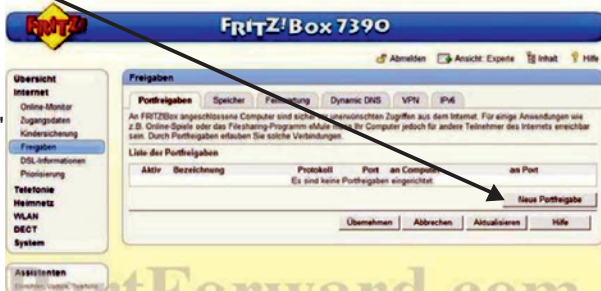 FRITZ!
FRITZ!Box 7390
Abmelden Ansicht: Experte Inhalt Hilfe
Übersicht
Internet
Online-Monitor
Zugangsdaten
Kindersicherung
Freigaben
DSL-Informationen
Priorisierung
Telefonie
Heimnetz
WLAN
DECT
System
Assistenten
Freigaben
Portfreigaben Speicher Fernwartung Dynamic DNS VPN IPv6
An FRITZ!Box angeschlossene Computer sind sicher vor unerwünschten Zugriffen aus dem Internet. Für einige Anwendungen wie
z.B. Online-Spiele oder das Filesharing-Programm eMule muss Ihr Computer jedoch für andere Teilnehmer des Internets erreichbar
sein. Durch Portfreigaben erlauben Sie solche Verbindungen.
Liste der Portfreigaben
Aktiv Bezeichnung Protokoll Port an Computer an Port
Es sind keine Portfreigaben eingerichtet
Neue Portfreigabe
Übernehmen Abbrechen Aktualisieren Hilfe
PortForward.com